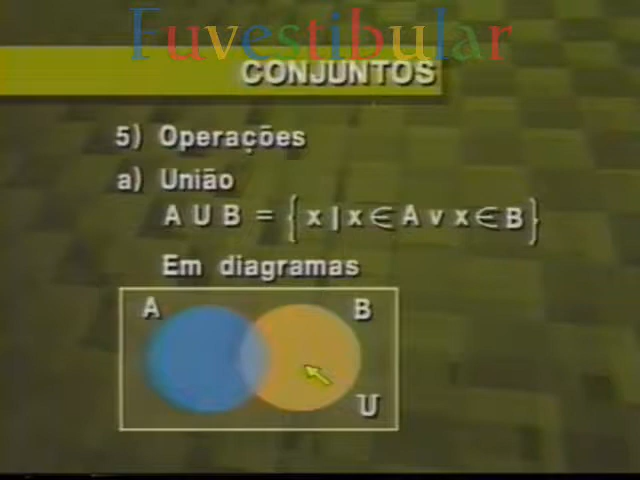 Fuvestibular
CONJUNTOS
5) Operações
a) União
A U B = { x | x ∈ A v x ∈ B }
Em diagramas
A B
U